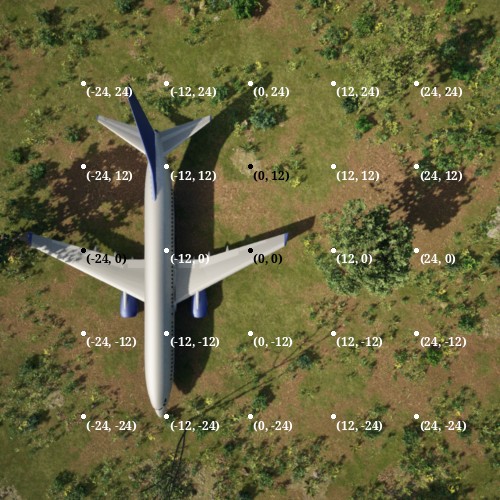 (-24, 24) (-12, 24) (0, 24) (12, 24) (24, 24)
(-24, 12) (-12, 12) (0, 12) (12, 12) (24, 12)
(-24, 0) (-12, 0) (0, 0) (12, 0) (24, 0)
(-24, -12) (-12, -12) (0, -12) (12, -12) (24, -12)
(-24, -24) (-12, -24) (0, -24) (12, -24) (24, -24)